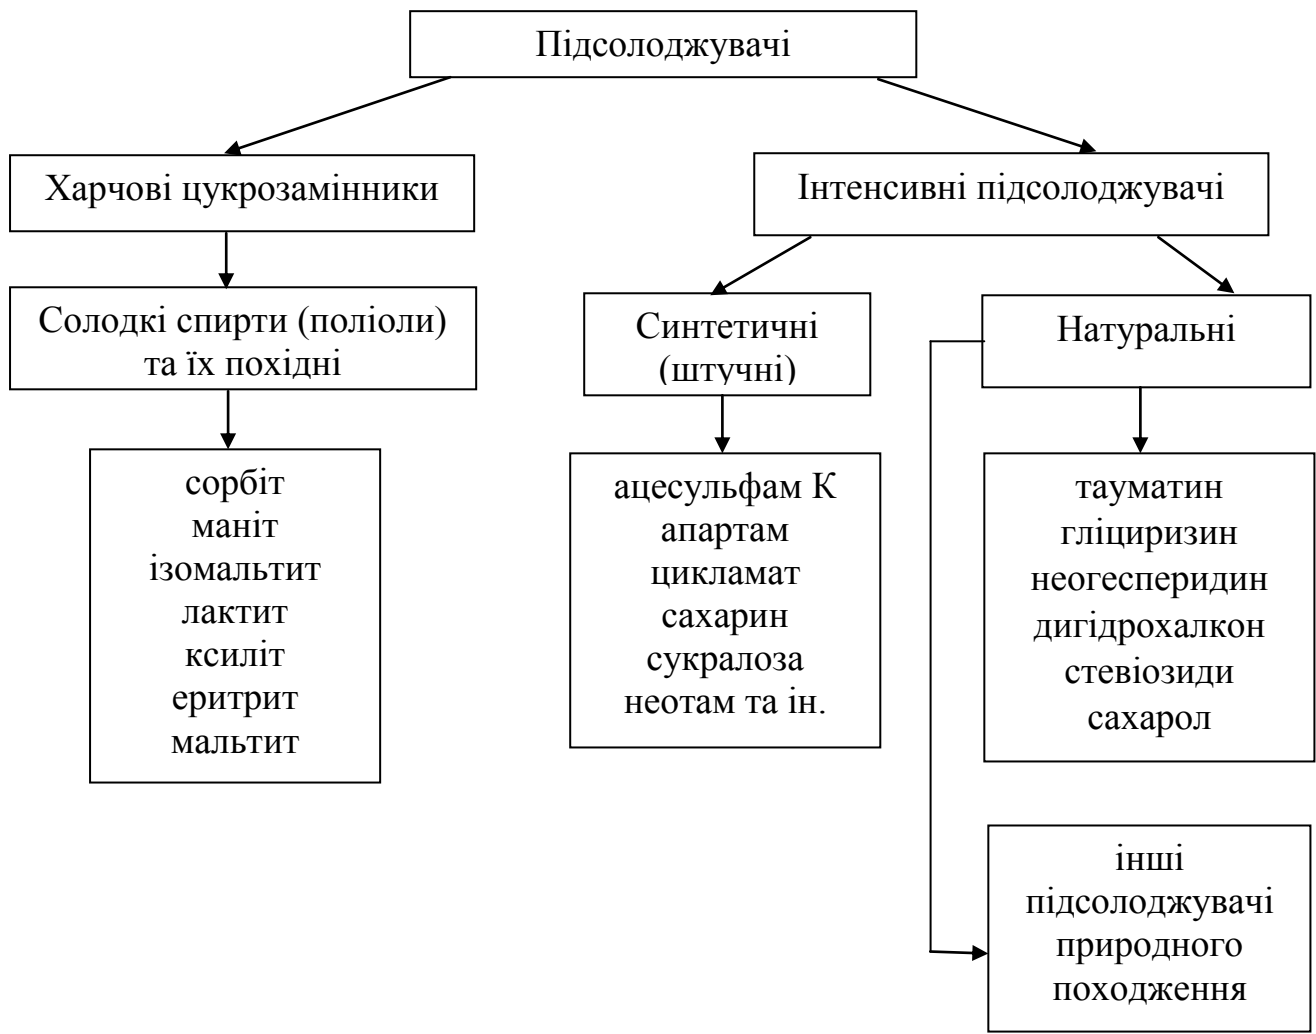 Підсолоджувачі
Харчові цукрозамінники
Інтенсивні підсолоджувачі
Солодкі спирти (поліоли)
та їх похідні
Синтетичні
(штучні)
Натуральні
сорбіт
маніт
ізомальтит
лактит
ксиліт
еритрит
мальтит
ацесульфам К
апартам
цикламат
сахарин
сукралоза
неотам та ін.
тауматин
гліциризин
неогесперидин
дигідрохалкон
стевіозиди
сахарол
інші
підсолоджувачі
природного
походження